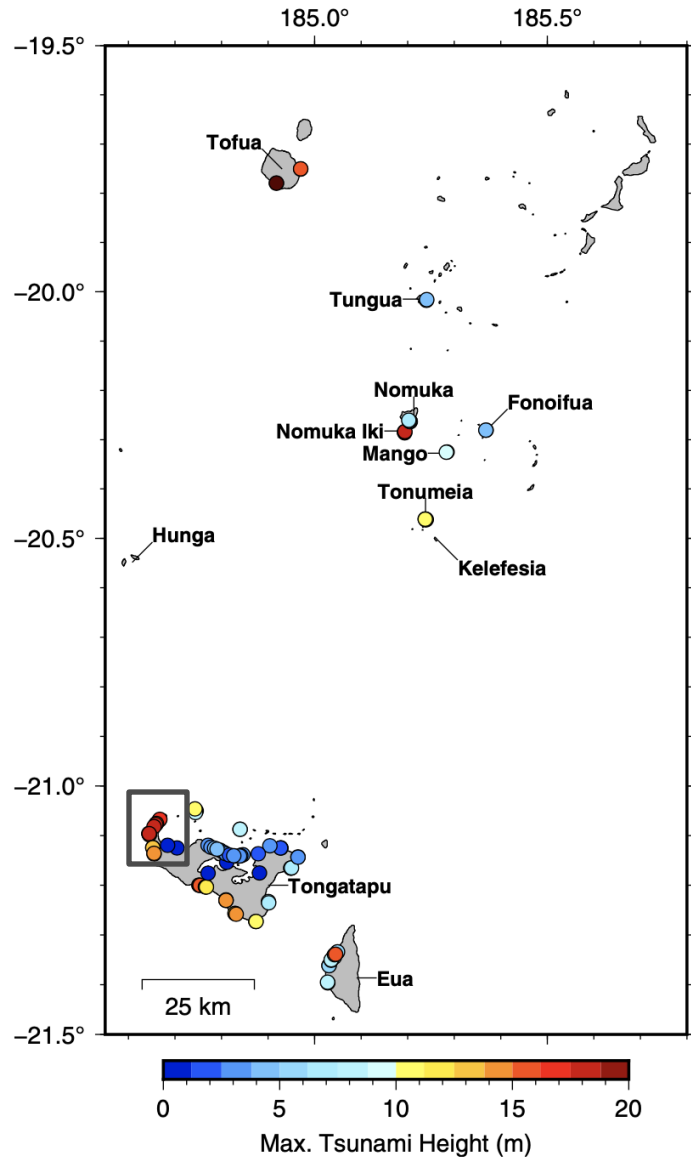 185.0° 185.5°
−19.5°
Tofua
−20.0°
Tungua
Nomuka
Fonoifua
Nomuka Iki
Mango
Tonumeia
−20.5°
Hunga
Kelefesia
−21.0°
Tongatapu
Eua
25 km
−21.5°
0 5 10 15 20
Max. Tsunami Height (m)